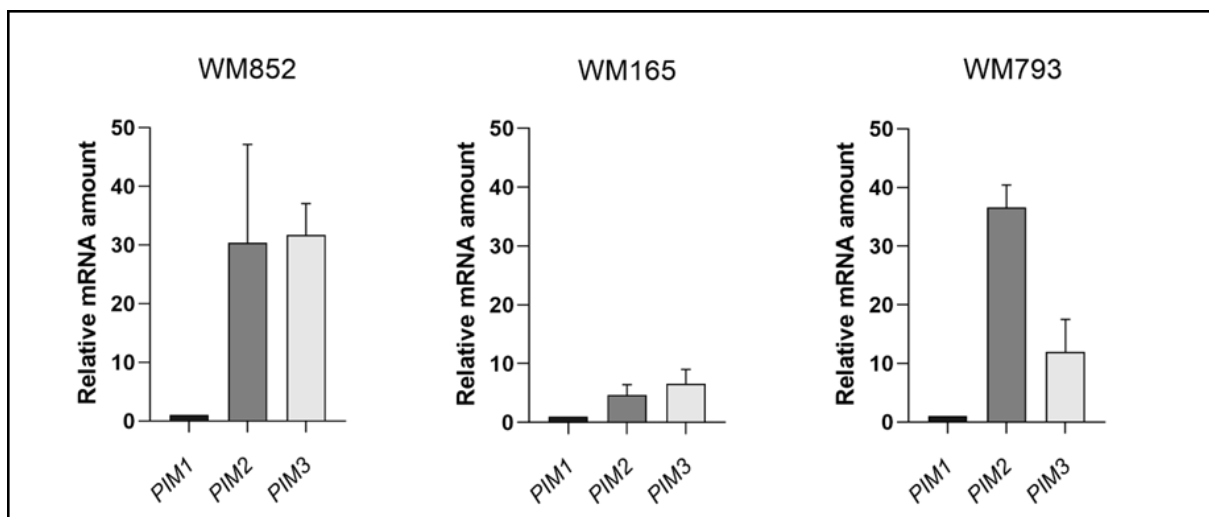 WM852
Relative mRNA amount
50
40
30
20
10
0
PIM1
PIM2
PIM3
WM165
Relative mRNA amount
50
40
30
20
10
0
PIM1
PIM2
PIM3
WM793
Relative mRNA amount
50
40
30
20
10
0
PIM1
PIM2
PIM3